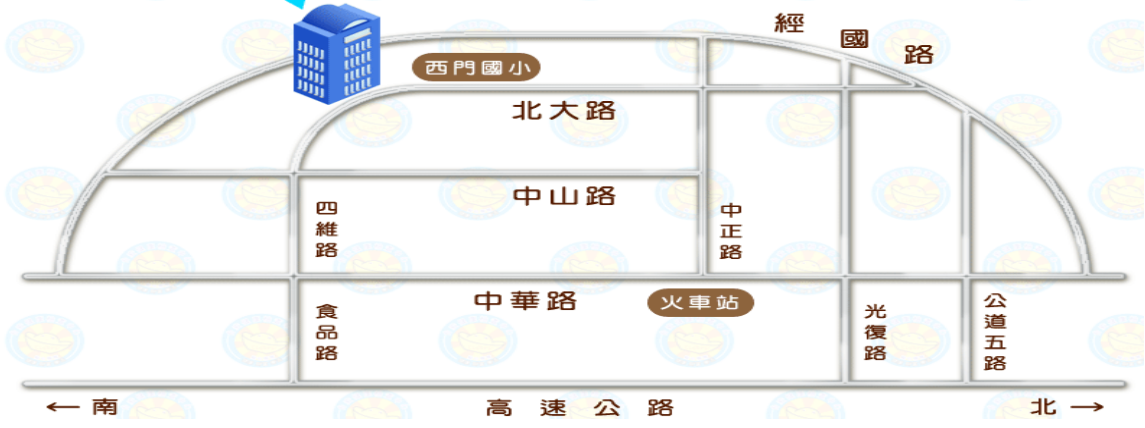 經國路
西門國小
北大路
中山路
四維路
中正路
中華路
火車站
食品路
光復路
公道五路
← 南
高速公路
北 →